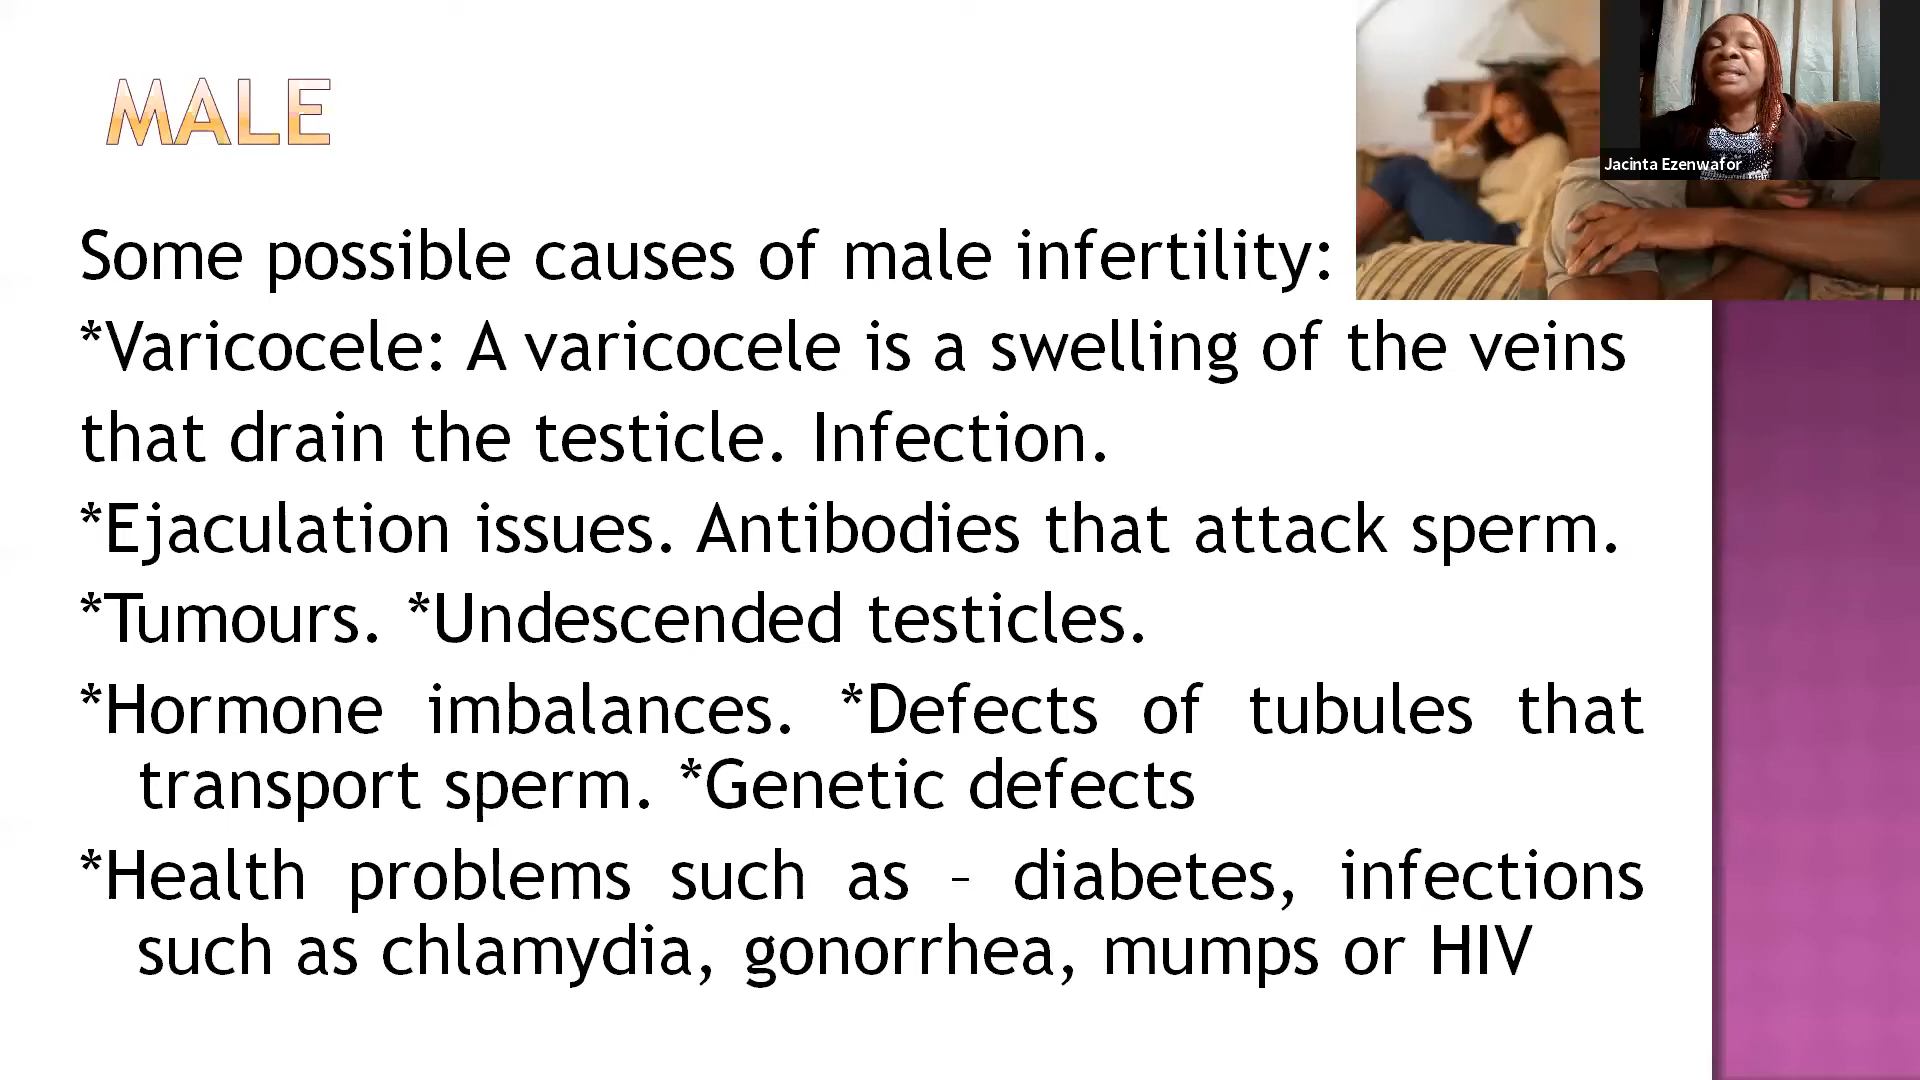 MALE
Jacinta Ezenwafor
Some possible causes of male infertility:
*Varicocele: A varicocele is a swelling of the veins
that drain the testicle. Infection.
*Ejaculation issues. Antibodies that attack sperm.
*Tumours. *Undescended testicles.
*Hormone imbalances. *Defects of tubules that
transport sperm. *Genetic defects
*Health problems such as – diabetes, infections
such as chlamydia, gonorrhea, mumps or HIV